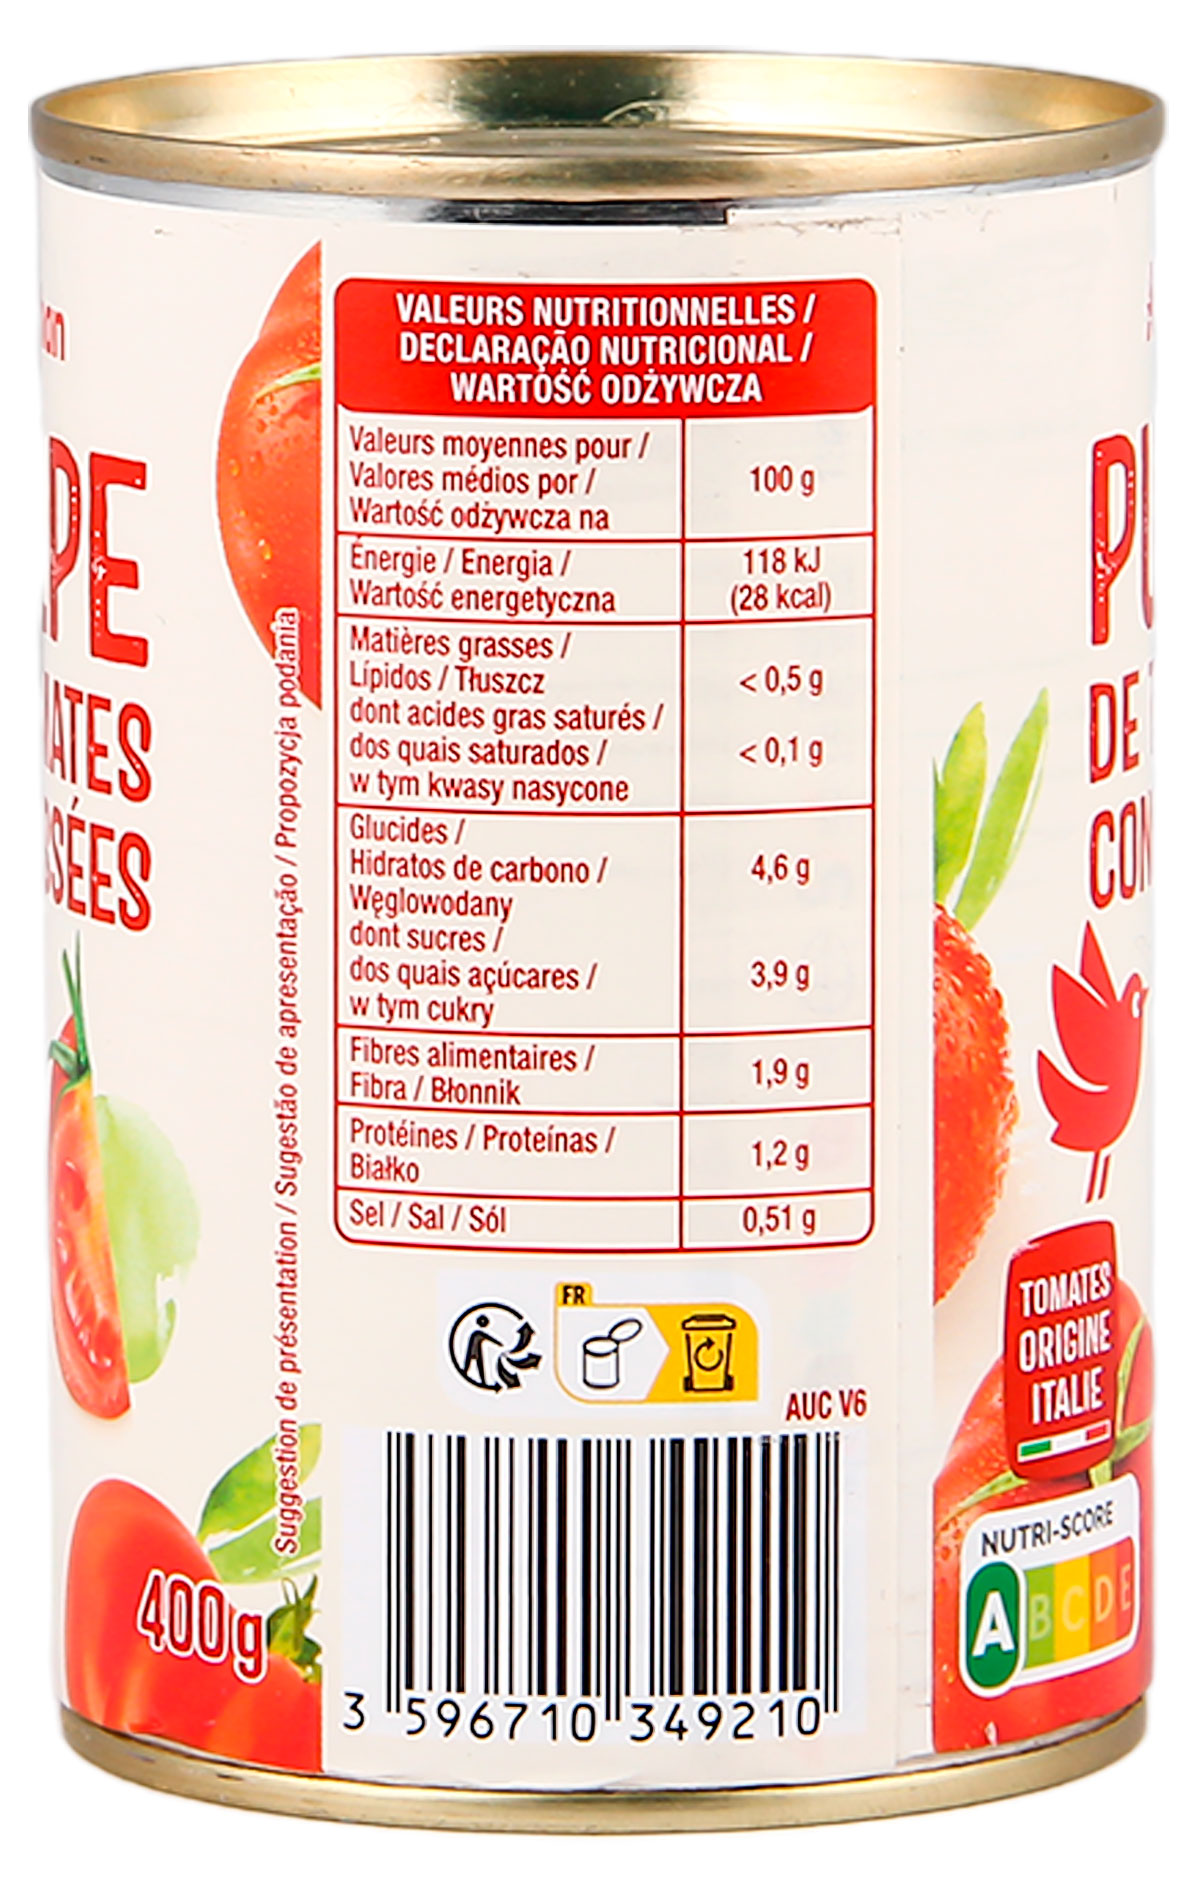 VALEURS NUTRITIONNELLES /
DECLARAÇÃO NUTRICIONAL /
WARTOŚĆ ODŻYWCZA
Valeurs moyennes pour /
Valores médios por /
Wartość odżywcza na
100 g
Énergie / Energia /
Wartość energetyczna
118 kJ
(28 kcal)
Matières grasses /
Lípidos / Tłuszcz
< 0,5 g
dont acides gras saturés /
dos quais saturados /
w tym kwasy nasycone
< 0,1 g
Glucides /
Hidratos de carbono /
Węglowodany
4,6 g
dont sucres /
dos quais açúcares /
w tym cukry
3,9 g
Fibres alimentaires /
Fibra / Błonnik
1,9 g
Protéines / Proteínas /
Białko
1,2 g
Sel / Sal / Sól
0,51 g
Suggestion de présentation / Sugestão de apresentação / Propozycja podania
400g
FR
AUC V6
3 596710 349210
DE
TOMATES
ORIGINE
ITALIE
NUTRI-SCORE
A B C D E